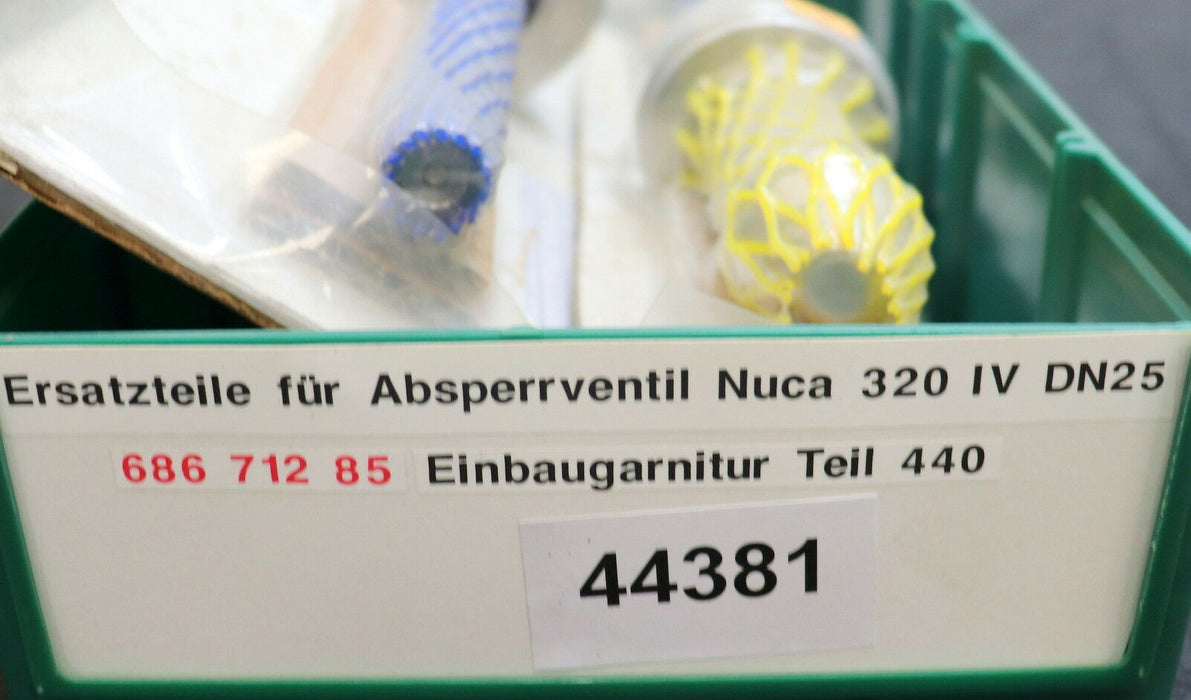 Ersatzteile für Absperrventil Nuca 320 IV DN25
686 712 85 Einbaugarnitur Teil 440
44381